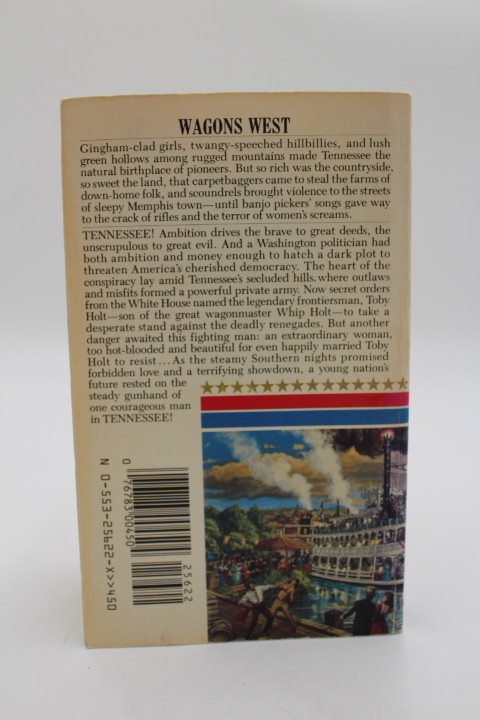 WAGONS WEST
Gingham-clad girls, twangy-speeched hillbillies, and lush
green hollows among rugged mountains made Tennessee the
natural birthplace of pioneers. But so rich was the countryside,
so sweet the land, that carpetbaggers came to steal the farms of
down-home folk, and scoundrels brought violence to the streets
of sleepy Memphis town—until banjo pickers' songs gave way
to the crack of rifles and the terror of women's screams.
TENNESSEE! Ambition drives the brave to great deeds, the
unscrupulous to great evil. And a Washington politician had
both ambition and money enough to hatch a dark plot to
threaten America's cherished democracy. The heart of the
conspiracy lay amid Tennessee's secluded hills, where outlaws
and misfits formed a powerful private army. Now secret orders
from the White House named the legendary frontiersman, Toby
Holt—son of the great wagonmaster Whip Holt—to take a
desperate stand against the deadly renegades. But another
danger awaited this fighting man: an extraordinary woman,
too hot-blooded and beautiful for even happily married Toby
Holt to resist... As the steamy Southern nights promised
forbidden love and a terrifying showdown, a young nation's
future rested on the
steady gunhand of
one courageous man
in TENNESSEE!
0 76783 00450
25622
N 0-553-25622-X>>450